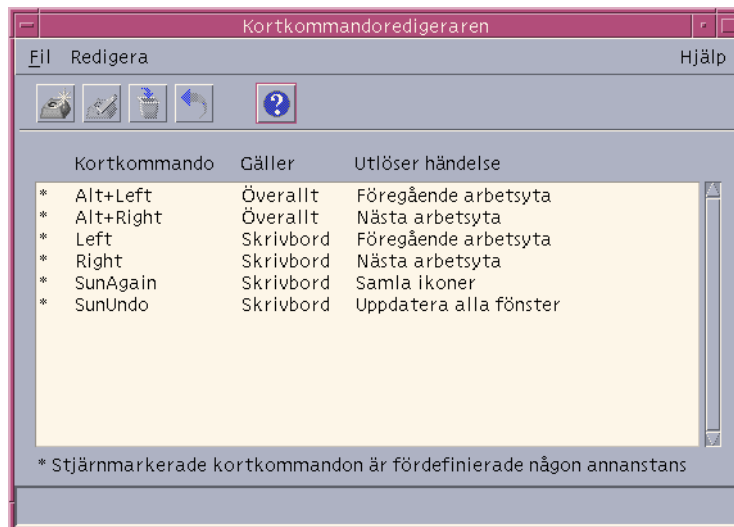 Kortkommandoredigeraren
Fil Redigera Hjälp
?
Kortkommando Gäller Utlöser händelse
* Alt+Left Överallt Föregående arbetsyta
* Alt+Right Överallt Nästa arbetsyta
* Left Skrivbord Föregående arbetsyta
* Right Skrivbord Nästa arbetsyta
* SunAgain Skrivbord Samla ikoner
* SunUndo Skrivbord Uppdatera alla fönster
* Stjärnmarkerade kortkommandon är fördefinierade någon annanstans